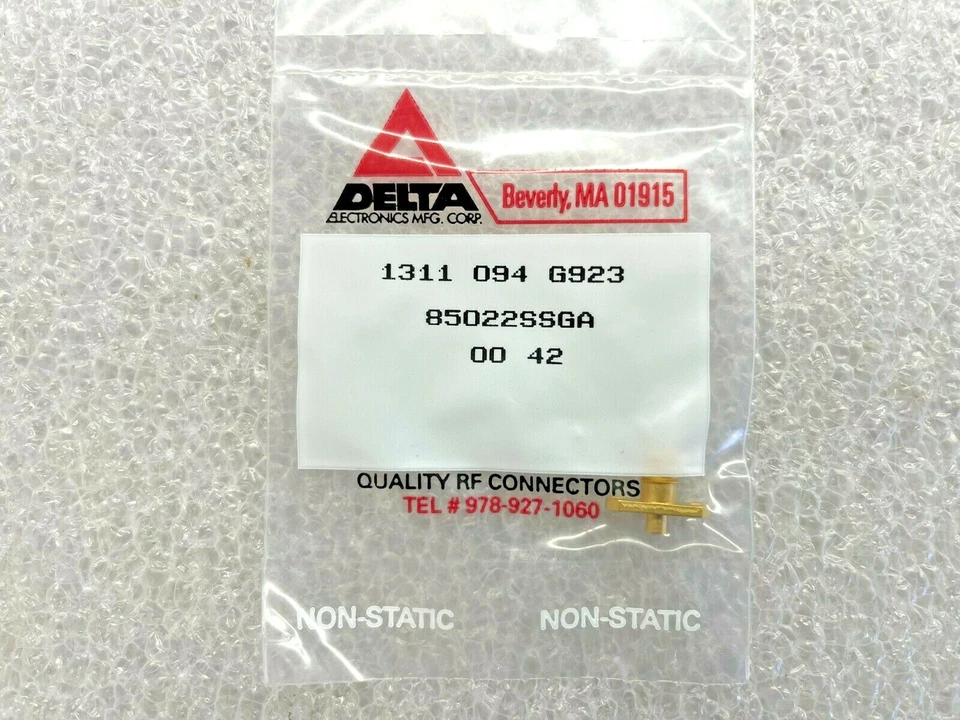 DELTA
ELECTRONICS MFG. CORP.
Beverly, MA 01915
1311 094 G923
85022SSGA
00 42
QUALITY RF CONNECTORS
TEL # 978-927-1060
NON-STATIC NON-STATIC